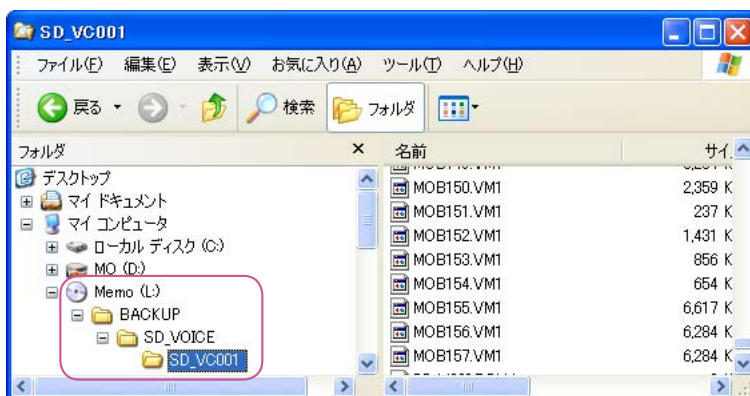 SD_VC001
ファイル(F) 編集(E) 表示(V) お気に入り(A) ツール(T) ヘルプ(H)
戻る 検索 フォルダ
フォルダ × 名前 サイ
デスクトップ
マイ ドキュメント
マイ コンピュータ
ローカル ディスク (C:)
MO (D:)
Memo (L:)
BACKUP
SD_VOICE
SD_VC001
MOB150.VM1 2,359 K
MOB151.VM1 237 K
MOB152.VM1 1,431 K
MOB153.VM1 856 K
MOB154.VM1 654 K
MOB155.VM1 6,617 K
MOB156.VM1 6,284 K
MOB157.VM1 6,284 K